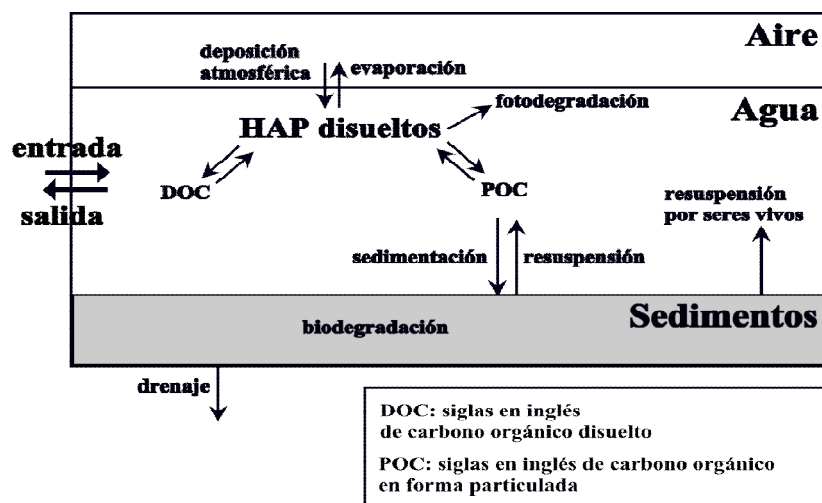 Aire
deposición
atmosférica
evaporación
fotodegradación
Agua
HAP disueltos
entrada
salida
DOC
POC
resuspensión
por seres vivos
sedimentación
resuspensión
Sedimentos
biodegradación
drenaje
DOC: siglas en inglés
de carbono orgánico disuelto
POC: siglas en inglés de carbono orgánico
en forma particulada